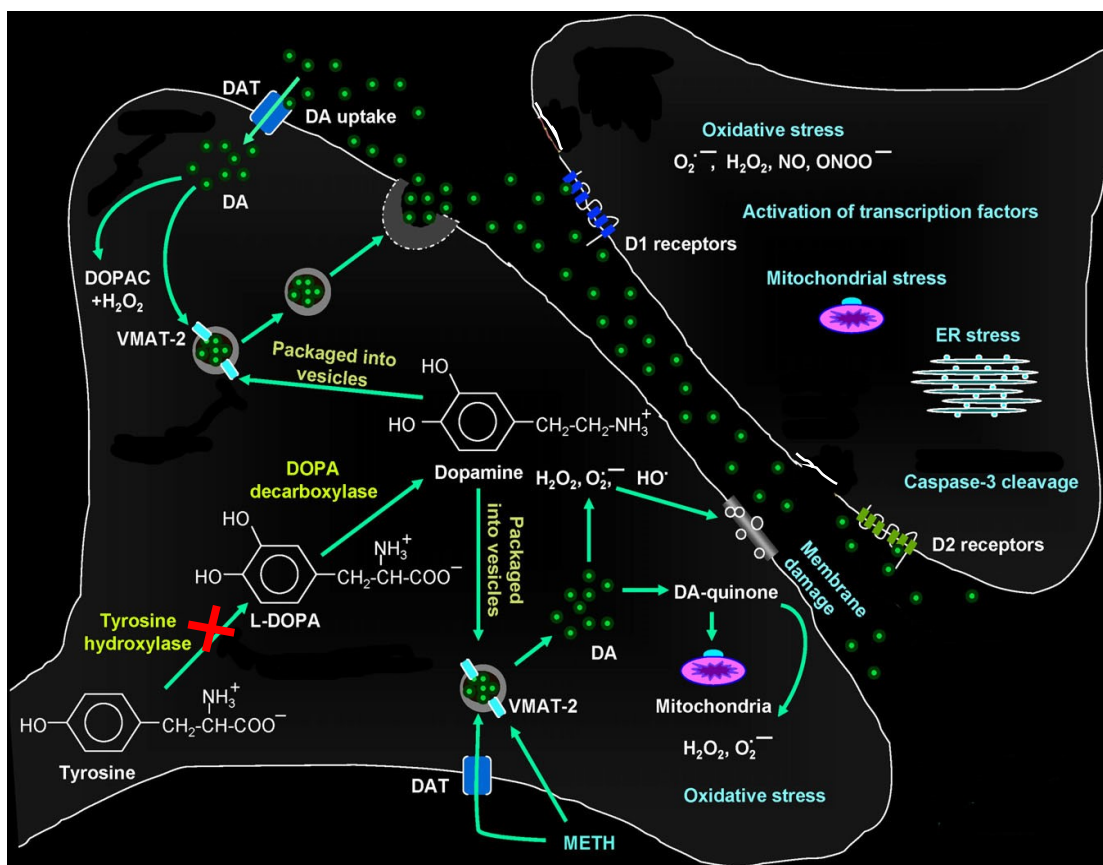 DAT
DA uptake
DA
DOPAC
+H₂O₂
VMAT-2
Packaged into
vesicles
HO
HO
CH₂-CH₂-NH₃⁺
Dopamine
DOPA
decarboxylase
HO
HO
NH₃⁺
CH₂-CH-COO⁻
L-DOPA
Tyrosine
hydroxylase
HO
NH₃⁺
CH₂-CH-COO⁻
Tyrosine
Packaged
into vesicles
VMAT-2
DAT
METH
DA
H₂O₂, O₂·⁻ HO·
DA-quinone
Mitochondria
H₂O₂, O₂·⁻
Oxidative stress
Membrane
damage
Oxidative stress
O₂·⁻, H₂O₂, NO, ONOO⁻
Activation of transcription factors
D1 receptors
Mitochondrial stress
ER stress
Caspase-3 cleavage
D2 receptors